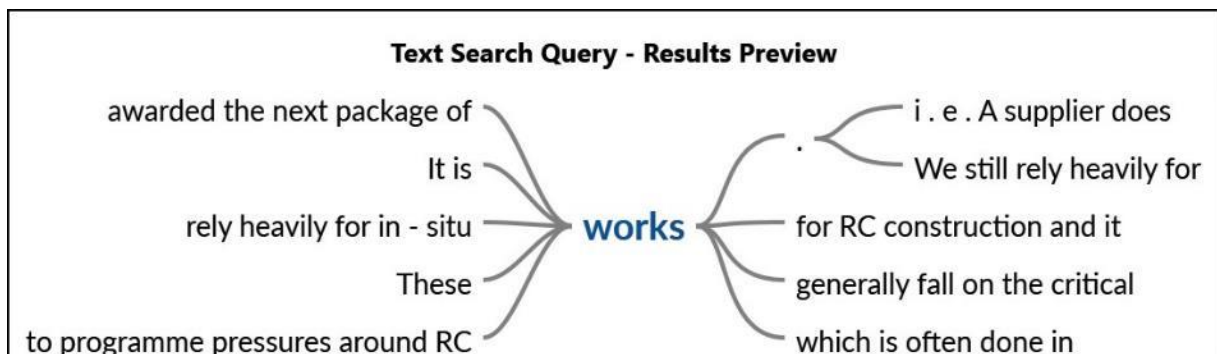 Text Search Query - Results Preview
awarded the next package of
It is
rely heavily for in - situ
These
to programme pressures around RC
works
.
i . e . A supplier does
We still rely heavily for
for RC construction and it
generally fall on the critical
which is often done in